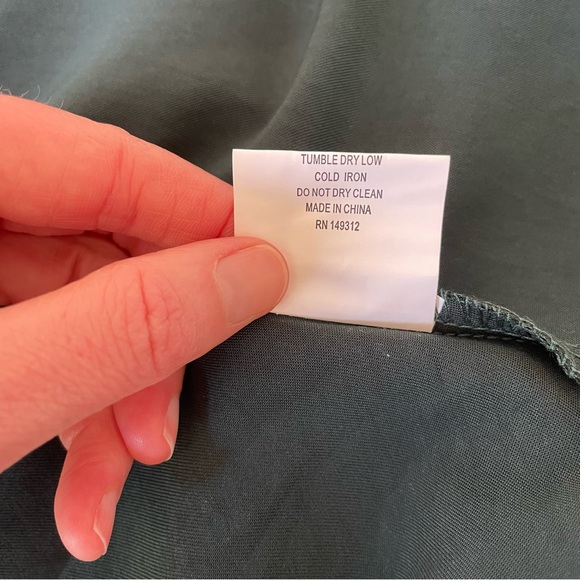 TUMBLE DRY LOW
COLD IRON
DO NOT DRY CLEAN
MADE IN CHINA
RN 149312